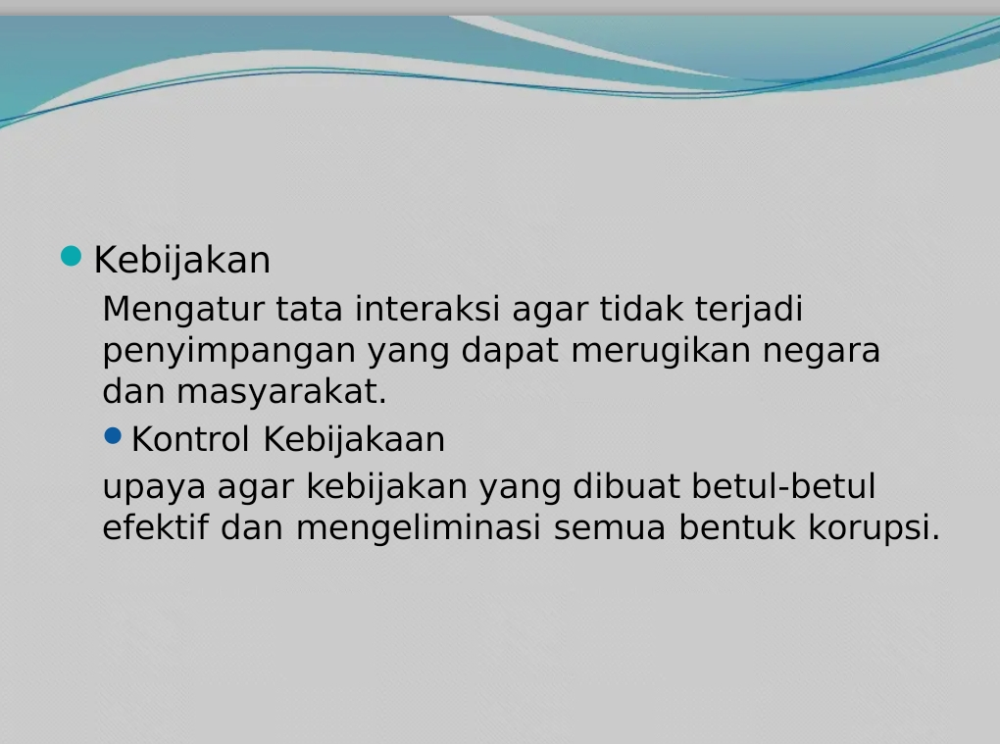 Kebijakan
Mengatur tata interaksi agar tidak terjadi
penyimpangan yang dapat merugikan negara
dan masyarakat.
Kontrol Kebijakaan
upaya agar kebijakan yang dibuat betul-betul
efektif dan mengeliminasi semua bentuk korupsi.